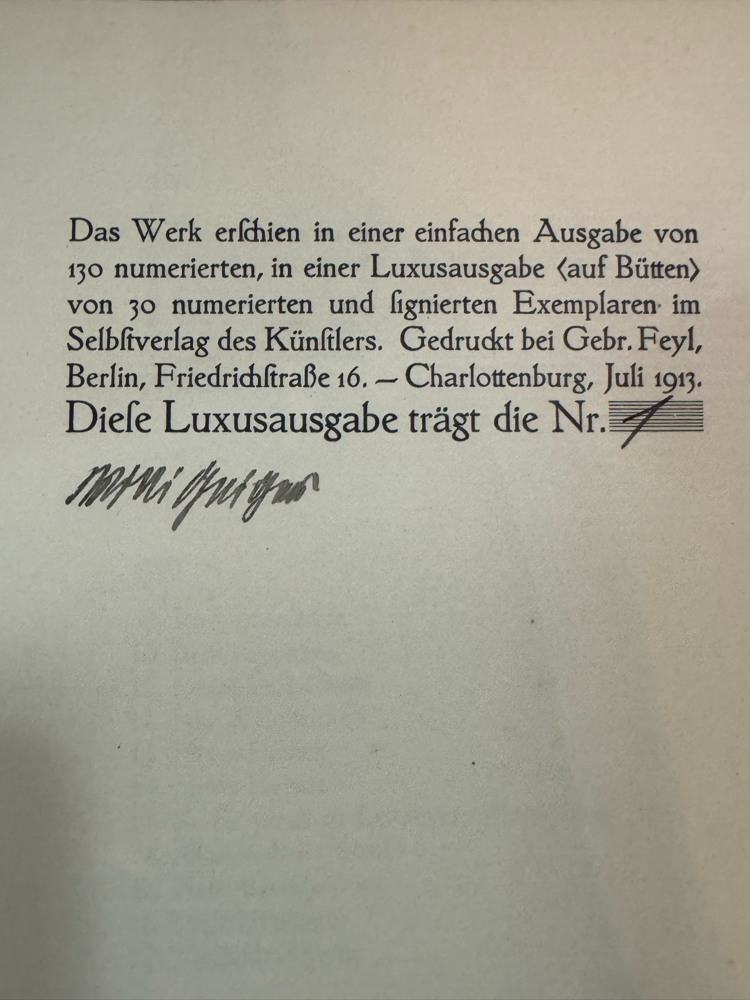 Das Werk erſchien in einer einfachen Ausgabe von
130 numerierten, in einer Luxusausgabe ⟨auf Bütten⟩
von 30 numerierten und ſignierten Exemplaren im
Selbſtverlag des Künſtlers. Gedruckt bei Gebr. Feyl,
Berlin, Friedrichſtraße 16. — Charlottenburg, Juli 1913.
Dieſe Luxusausgabe trägt die Nr. 1
Willi Geiger